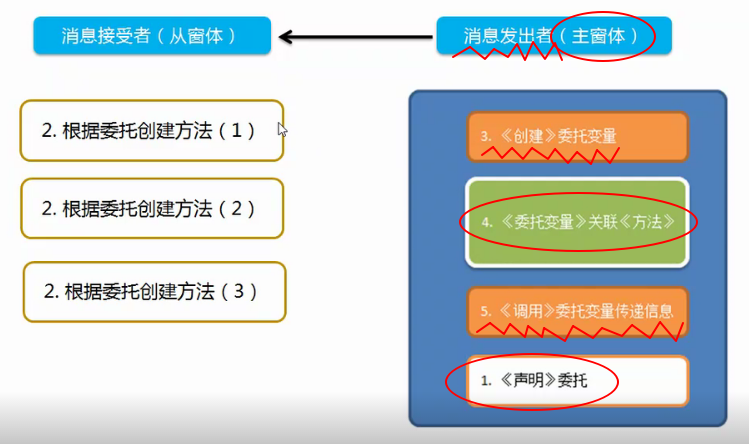 消息接受者（从窗体）
消息发出者（主窗体）
2. 根据委托创建方法（1）
2. 根据委托创建方法（2）
2. 根据委托创建方法（3）
3. 《创建》委托变量
4. 《委托变量》关联《方法》
5. 《调用》委托变量传递信息
1. 《声明》委托